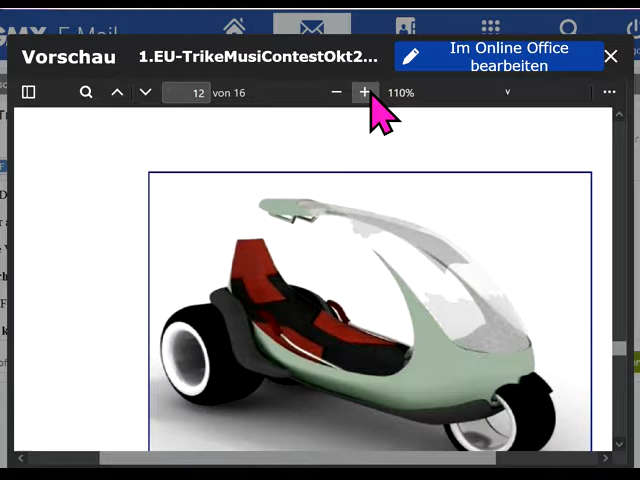 GMX E-Mail
Vorschau
1.EU-TrikeMusiContestOkt2...
Im Online Office
bearbeiten
12 von 16
110%